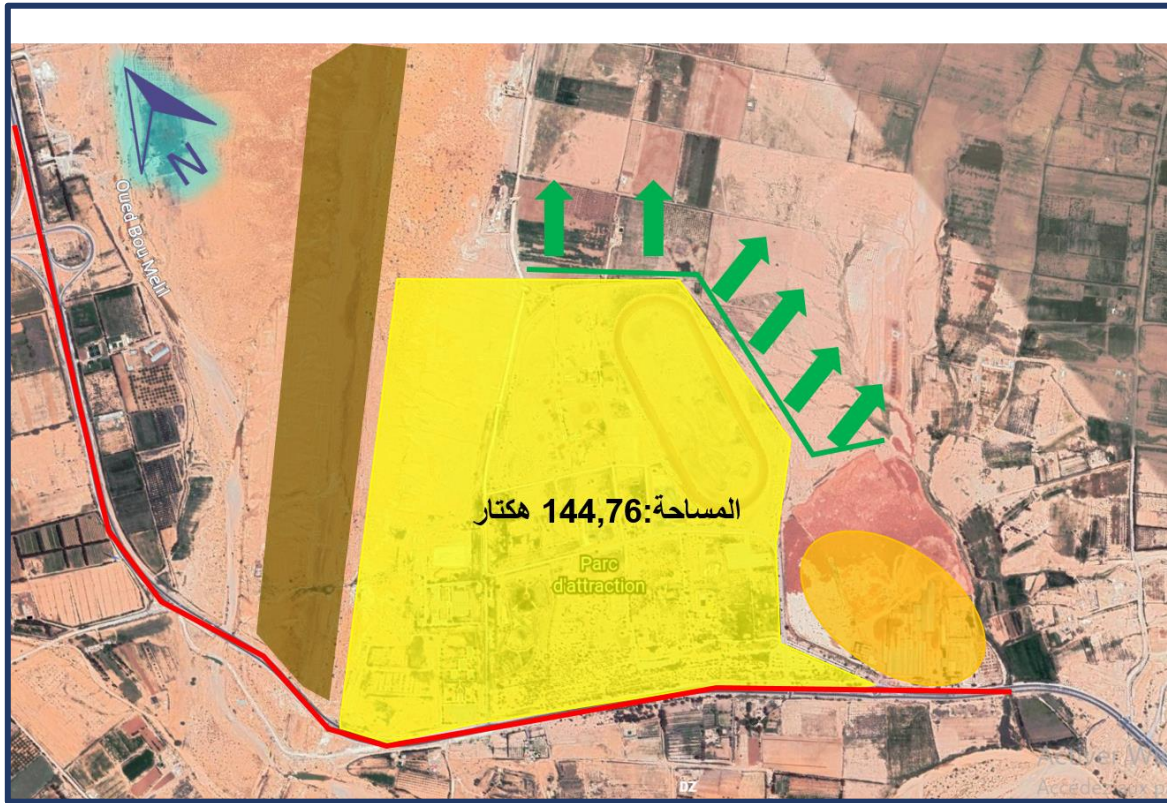 N
Oued Bou Melil
المساحة:144,76 هكتار
Parc
d'attraction
DZ